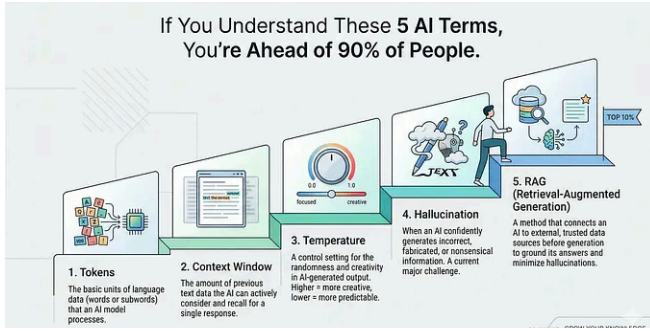 If You Understand These 5 AI Terms,
You're Ahead of 90% of People.
TOP 10%
0.0
1.0
focused
creative
TEXT
1. Tokens
The basic units of language
data (words or subwords)
that an AI model
processes.
2. Context Window
The amount of previous
text data the AI can actively
consider and recall for a
single response.
3. Temperature
A control setting for the
randomness and creativity
in AI-generated output.
Higher = more creative,
lower = more predictable.
4. Hallucination
When an AI confidently
generates incorrect,
fabricated, or nonsensical
information. A current
major challenge.
5. RAG
(Retrieval-Augmented
Generation)
A method that connects an
AI to external, trusted data
sources before generation
to ground its answers and
minimize hallucinations.